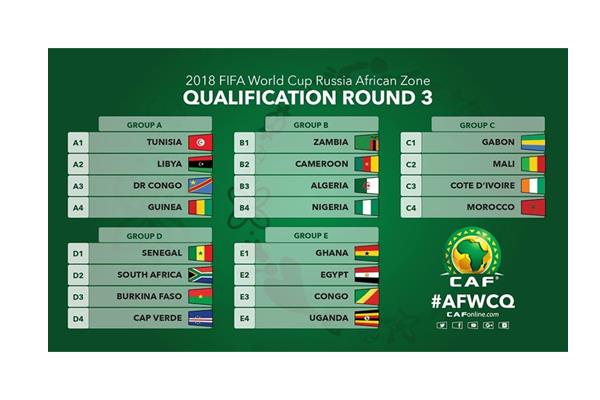 2018 FIFA World Cup Russia African Zone
QUALIFICATION ROUND 3
GROUP A
A1 TUNISIA
A2 LIBYA
A3 DR CONGO
A4 GUINEA
GROUP B
B1 ZAMBIA
B2 CAMEROON
B3 ALGERIA
B4 NIGERIA
GROUP C
C1 GABON
C2 MALI
C3 COTE D'IVOIRE
C4 MOROCCO
GROUP D
D1 SENEGAL
D2 SOUTH AFRICA
D3 BURKINA FASO
D4 CAP VERDE
GROUP E
E1 GHANA
E2 EGYPT
E3 CONGO
E4 UGANDA
CAF
#AFWCQ
CAFonline.com